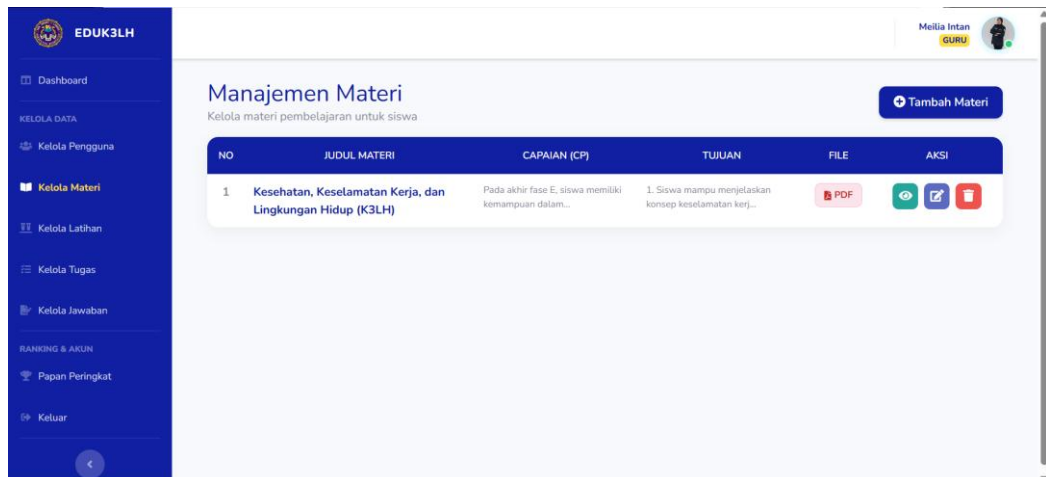 EDUK3LH
Meilia Intan
GURU
Dashboard
KELOLA DATA
Kelola Pengguna
Kelola Materi
Kelola Latihan
Kelola Tugas
Kelola Jawaban
RANKING & AKUN
Papan Peringkat
Keluar
Manajemen Materi
Kelola materi pembelajaran untuk siswa
Tambah Materi
NO JUDUL MATERI CAPAIAN (CP) TUJUAN FILE AKSI
1 Kesehatan, Keselamatan Kerja, dan Pada akhir fase E, siswa memiliki 1. Siswa mampu menjelaskan PDF
Lingkungan Hidup (K3LH) kemampuan dalam... konsep keselamatan kerj...